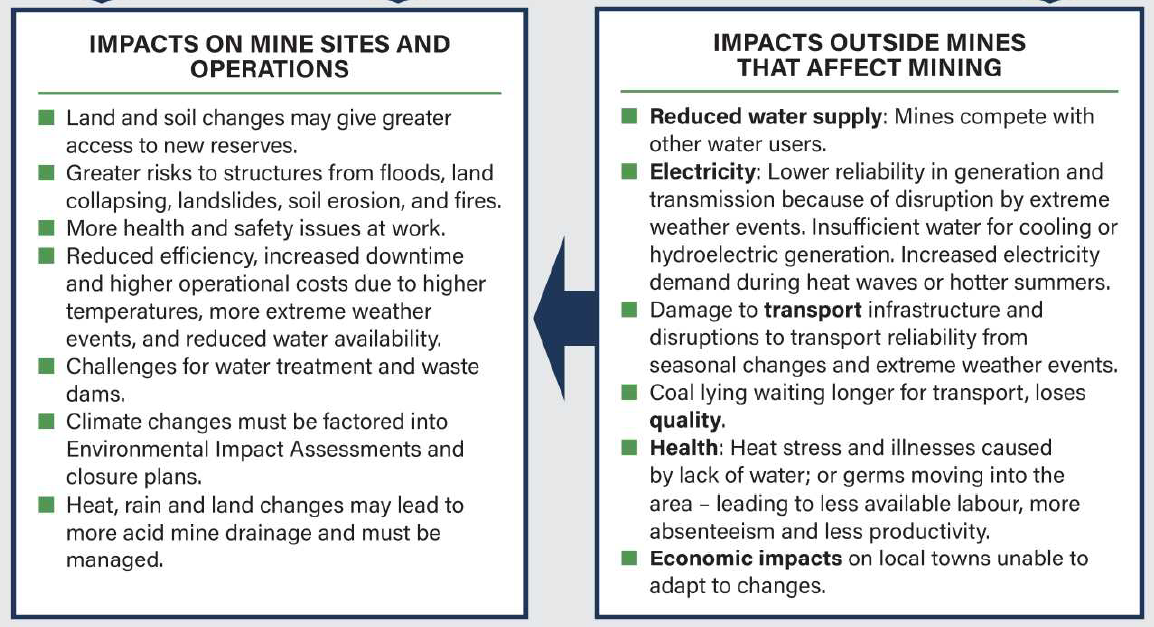 IMPACTS ON MINE SITES AND
OPERATIONS
Land and soil changes may give greater
access to new reserves.
Greater risks to structures from floods, land
collapsing, landslides, soil erosion, and fires.
More health and safety issues at work.
Reduced efficiency, increased downtime
and higher operational costs due to higher
temperatures, more extreme weather
events, and reduced water availability.
Challenges for water treatment and waste
dams.
Climate changes must be factored into
Environmental Impact Assessments and
closure plans.
Heat, rain and land changes may lead to
more acid mine drainage and must be
managed.
IMPACTS OUTSIDE MINES
THAT AFFECT MINING
Reduced water supply: Mines compete with
other water users.
Electricity: Lower reliability in generation and
transmission because of disruption by extreme
weather events. Insufficient water for cooling or
hydroelectric generation. Increased electricity
demand during heat waves or hotter summers.
Damage to transport infrastructure and
disruptions to transport reliability from
seasonal changes and extreme weather events.
Coal lying waiting longer for transport, loses
quality.
Health: Heat stress and illnesses caused
by lack of water; or germs moving into the
area – leading to less available labour, more
absenteeism and less productivity.
Economic impacts on local towns unable to
adapt to changes.